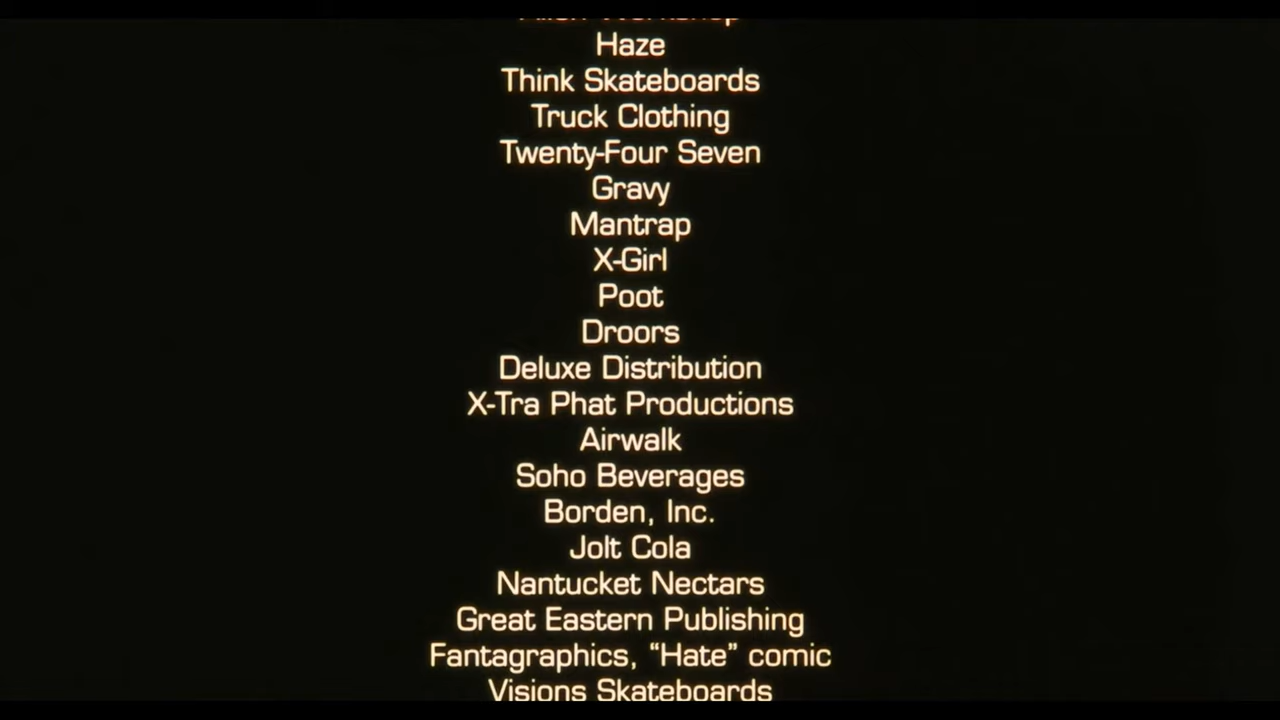 Haze
Think Skateboards
Truck Clothing
Twenty-Four Seven
Gravy
Mantrap
X-Girl
Poot
Droors
Deluxe Distribution
X-Tra Phat Productions
Airwalk
Soho Beverages
Borden, Inc.
Jolt Cola
Nantucket Nectars
Great Eastern Publishing
Fantagraphics, “Hate” comic
Visions Skateboards